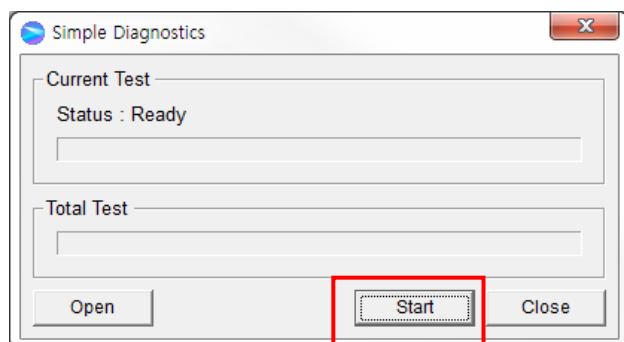 Simple Diagnostics
Current Test
Status : Ready
Total Test
Open Start Close